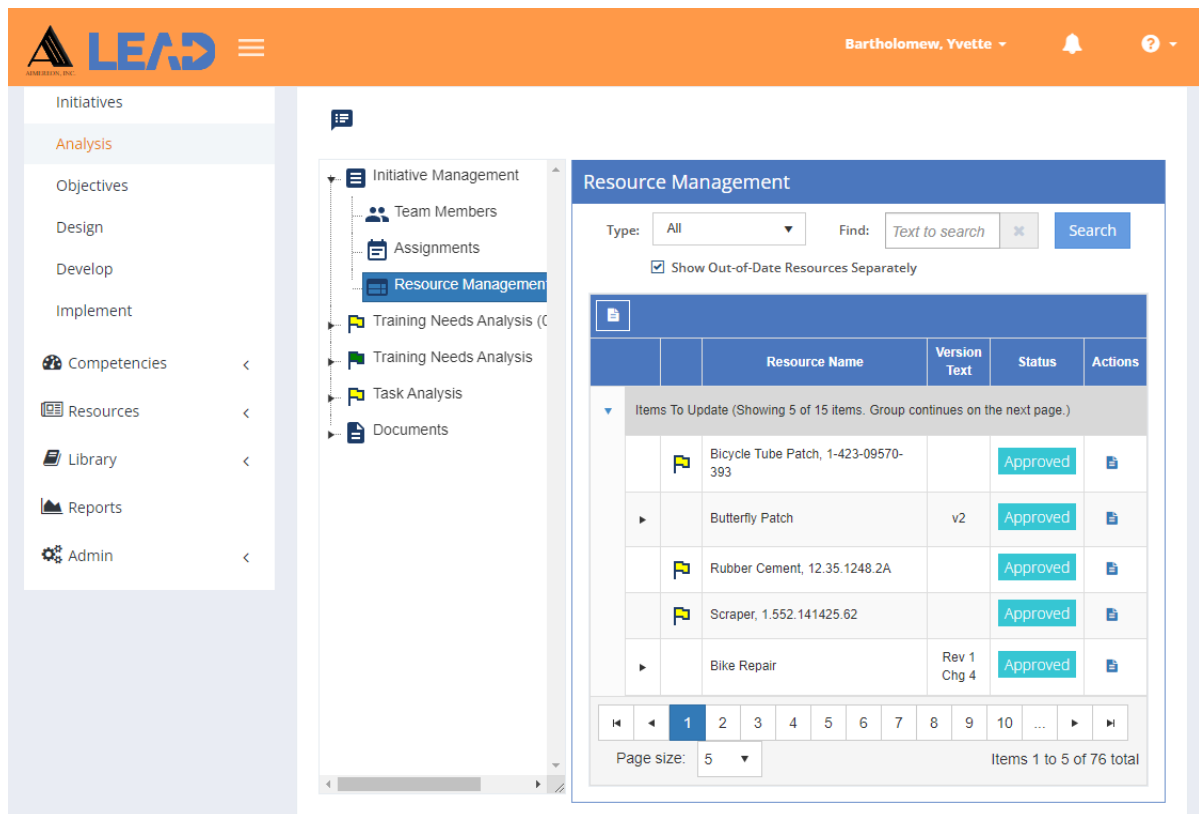 AIMEREON, INC.
LEAD
Bartholomew, Yvette
?
Initiatives
Analysis
Objectives
Design
Develop
Implement
Competencies
Resources
Library
Reports
Admin
Initiative Management
Team Members
Assignments
Resource Managemen
Training Needs Analysis (0
Training Needs Analysis
Task Analysis
Documents
Resource Management
Type: All Find: Text to search Search
Show Out-of-Date Resources Separately
Resource Name Version Text Status Actions
Items To Update (Showing 5 of 15 items. Group continues on the next page.)
Bicycle Tube Patch, 1-423-09570-
393 Approved
Butterfly Patch v2 Approved
Rubber Cement, 12.35.1248.2A Approved
Scraper, 1.552.141425.62 Approved
Bike Repair Rev 1 Chg 4 Approved
1 2 3 4 5 6 7 8 9 10 ...
Page size: 5 Items 1 to 5 of 76 total